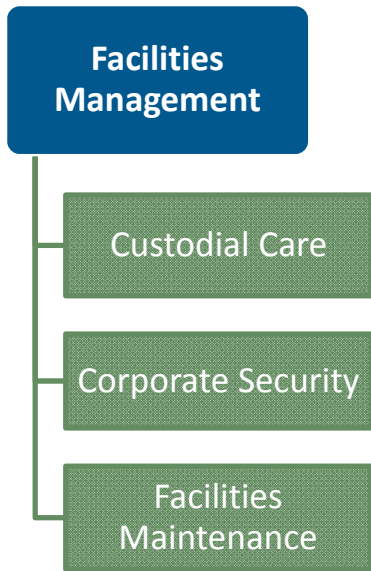 Facilities
Management
Custodial Care
Corporate Security
Facilities
Maintenance